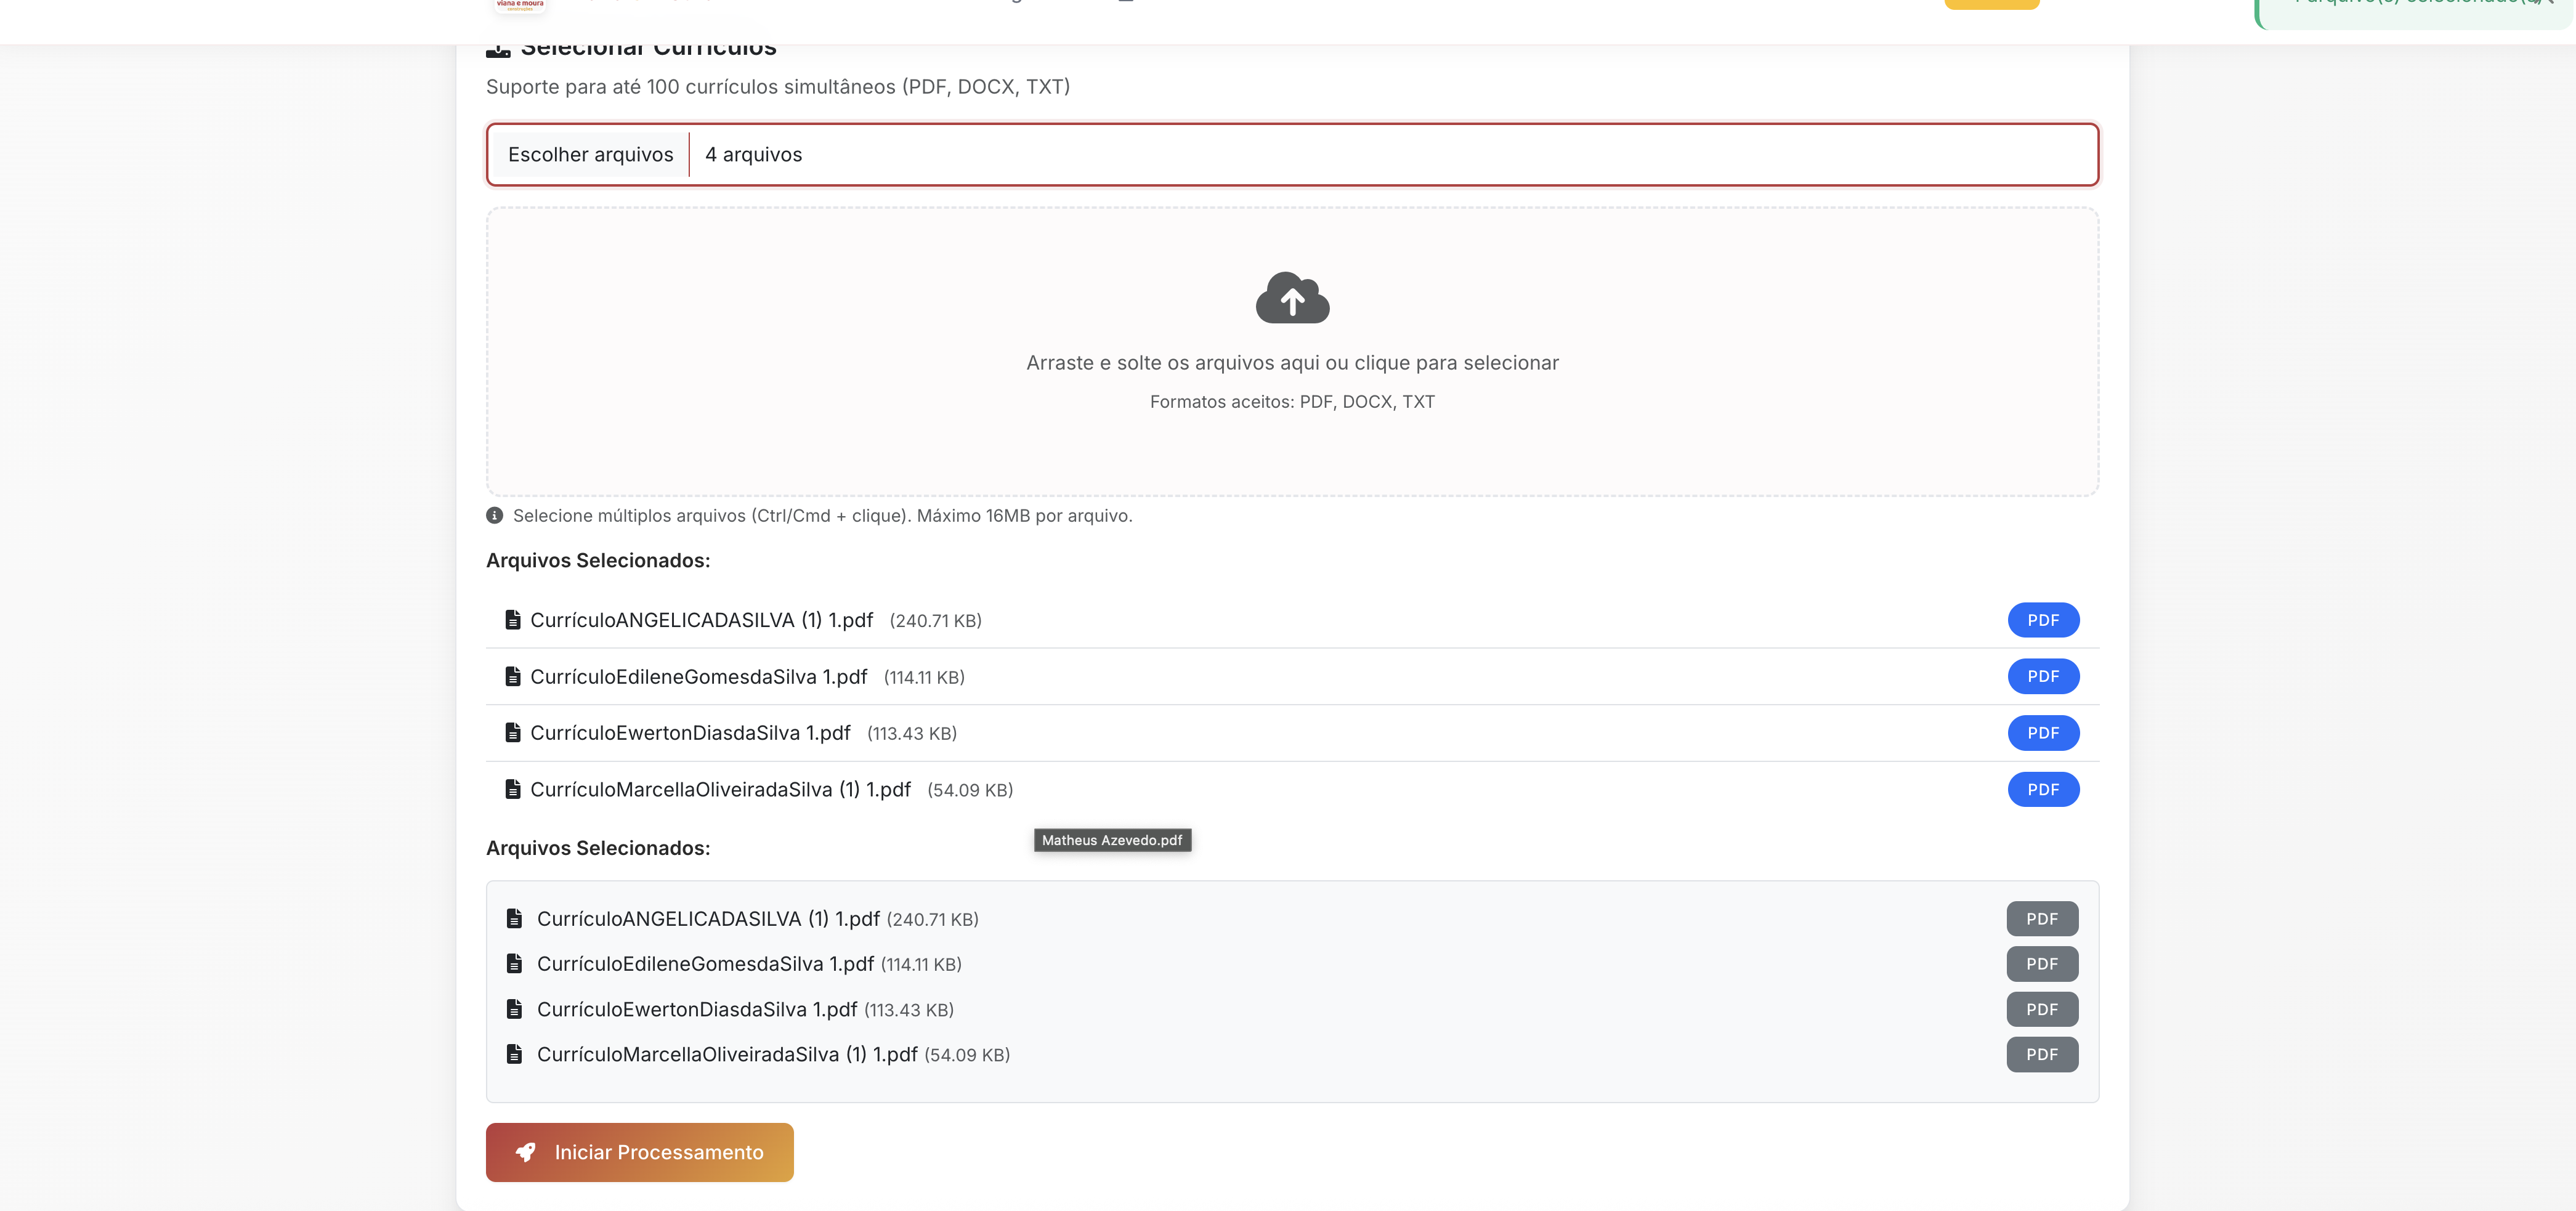 viana e moura
construções
Selecionar Currículos
Suporte para até 100 currículos simultâneos (PDF, DOCX, TXT)
Escolher arquivos 4 arquivos
Arraste e solte os arquivos aqui ou clique para selecionar
Formatos aceitos: PDF, DOCX, TXT
Selecione múltiplos arquivos (Ctrl/Cmd + clique). Máximo 16MB por arquivo.
Arquivos Selecionados:
CurrículoANGELICADASILVA (1) 1.pdf (240.71 KB) PDF
CurrículoEdileneGomesdaSilva 1.pdf (114.11 KB) PDF
CurrículoEwertonDiasdaSilva 1.pdf (113.43 KB) PDF
CurrículoMarcellaOliveiradaSilva (1) 1.pdf (54.09 KB) PDF
Matheus Azevedo.pdf
Arquivos Selecionados:
CurrículoANGELICADASILVA (1) 1.pdf (240.71 KB) PDF
CurrículoEdileneGomesdaSilva 1.pdf (114.11 KB) PDF
CurrículoEwertonDiasdaSilva 1.pdf (113.43 KB) PDF
CurrículoMarcellaOliveiradaSilva (1) 1.pdf (54.09 KB) PDF
Iniciar Processamento